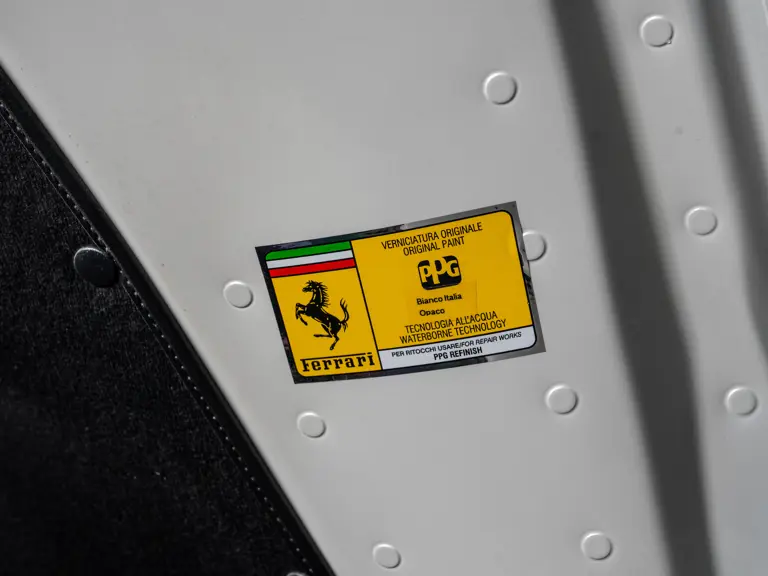 VERNICIATURA ORIGINALE
ORIGINAL PAINT
PPG
Bianco Italia
Opaco
TECNOLOGIA ALL'ACQUA
WATERBORNE TECHNOLOGY
Ferrari
PER RITOCCHI USARE/FOR REPAIR WORKS
PPG REFINISH